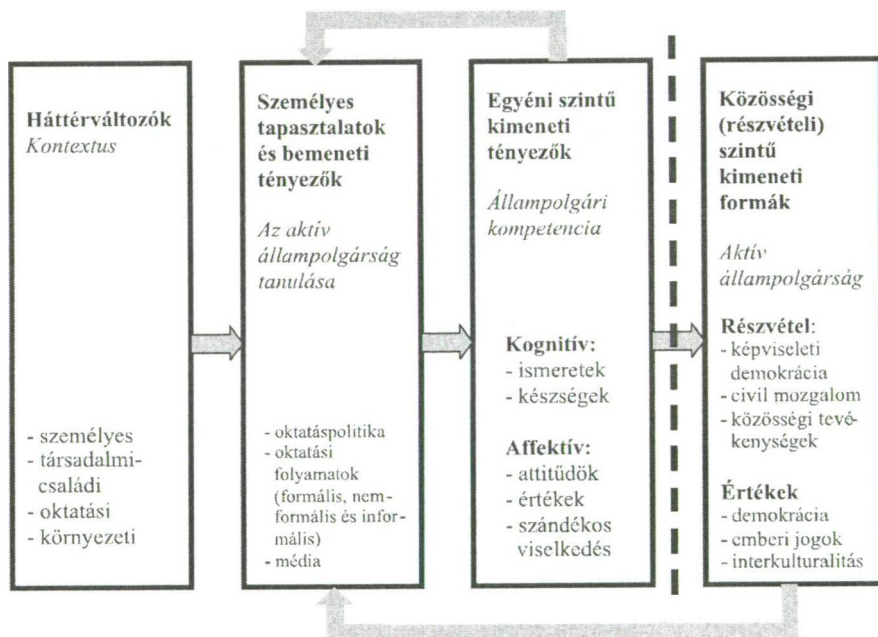 Háttérváltozók
Kontextus
- személyes
- társadalmi-
családi
- oktatási
- környezeti
Személyes
tapasztalatok
és bemeneti
tényezők
Az aktív
állampolgárság
tanulása
- oktatáspolitika
- oktatási
folyamatok
(formális, nem-
formális és infor-
mális)
- média
Egyéni szintű
kimeneti
tényezők
Állampolgári
kompetencia
Kognitív:
- ismeretek
- készségek
Affektív:
- attitűdök
- értékek
- szándékos
viselkedés
Közösségi
(részvételi)
szintű
kimeneti
formák
Aktív
állampolgárság
Részvétel:
- képviseleti
demokrácia
- civil mozgalom
- közösségi tevé-
kenységek
Értékek
- demokrácia
- emberi jogok
- interkulturalitás